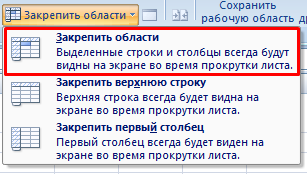 Закрепить области
Сохранить
рабочую область
Закрепить области
Выделенные строки и столбцы всегда будут
видны на экране во время прокрутки листа.
Закрепить верхнюю строку
Верхняя строка всегда будет видна на
экране во время прокрутки листа.
Закрепить первый столбец
Первый столбец всегда будет виден на
экране во время прокрутки листа.